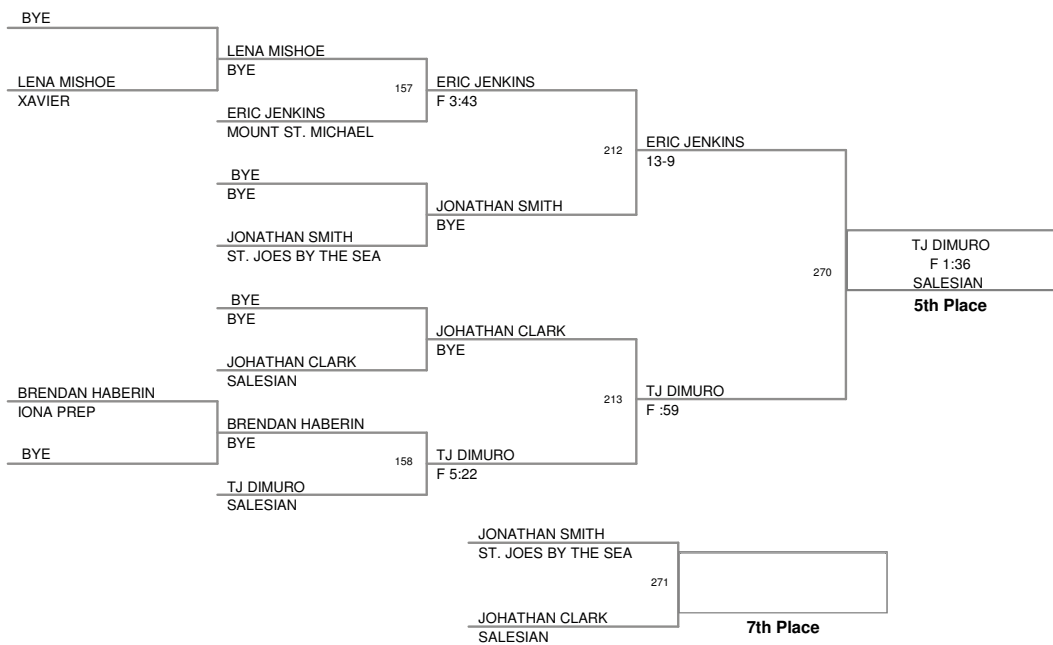 BYE
LENA MISHOE
XAVIER
LENA MISHOE
BYE
157
ERIC JENKINS
MOUNT ST. MICHAEL
ERIC JENKINS
F 3:43
BYE
BYE
JONATHAN SMITH
ST. JOES BY THE SEA
JONATHAN SMITH
BYE
212
ERIC JENKINS
13-9
BYE
BYE
JOHATHAN CLARK
SALESIAN
JOHATHAN CLARK
BYE
BRENDAN HABERIN
IONA PREP
BYE
BRENDAN HABERIN
BYE
158
TJ DIMURO
SALESIAN
TJ DIMURO
F 5:22
213
TJ DIMURO
F :59
270
TJ DIMURO
F 1:36
SALESIAN
5th Place
JONATHAN SMITH
ST. JOES BY THE SEA
271
JOHATHAN CLARK
SALESIAN
7th Place